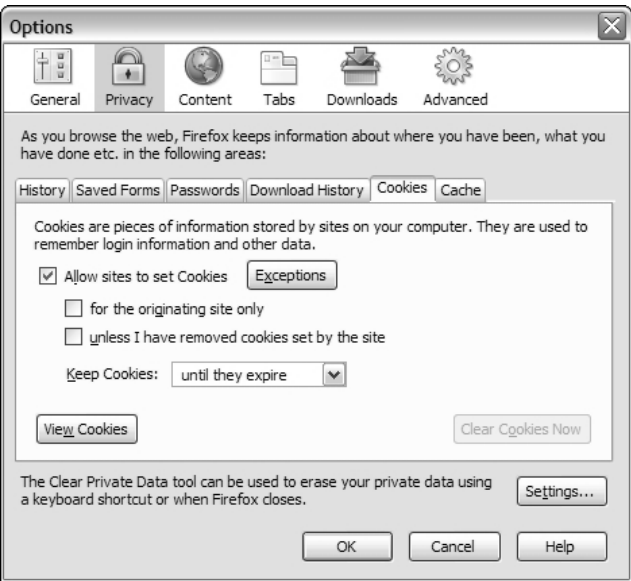 Options
General Privacy Content Tabs Downloads Advanced
As you browse the web, Firefox keeps information about where you have been, what you
have done etc. in the following areas:
History Saved Forms Passwords Download History Cookies Cache
Cookies are pieces of information stored by sites on your computer. They are used to
remember login information and other data.
Allow sites to set Cookies Exceptions
for the originating site only
unless I have removed cookies set by the site
Keep Cookies: until they expire
View Cookies Clear Cookies Now
The Clear Private Data tool can be used to erase your private data using
a keyboard shortcut or when Firefox closes.
Settings...
OK Cancel Help